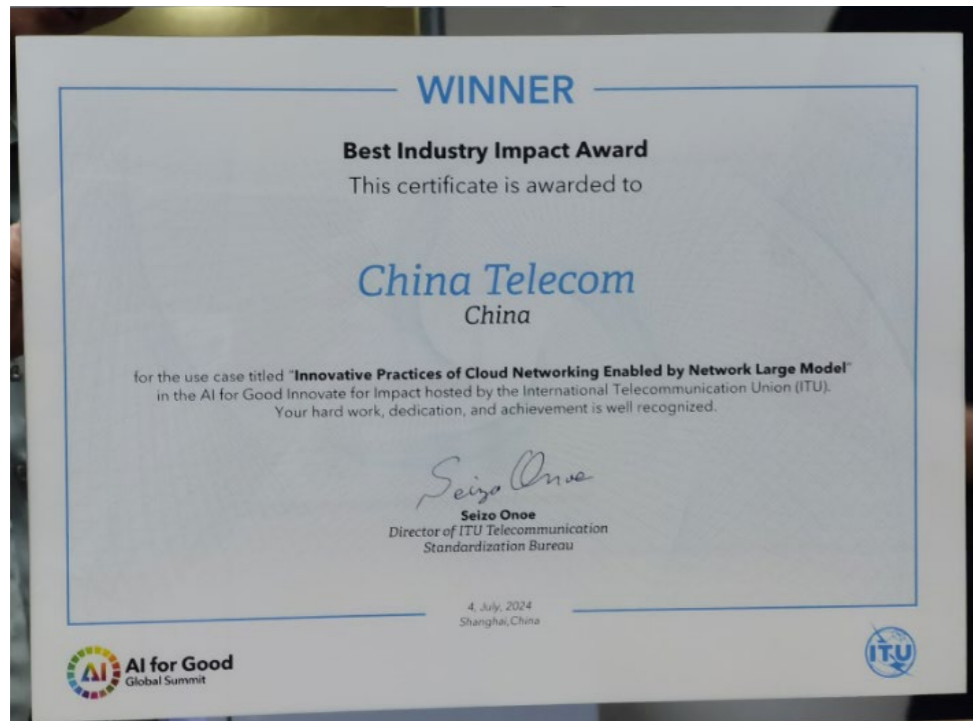 WINNER
Best Industry Impact Award
This certificate is awarded to
China Telecom
China
for the use case titled "Innovative Practices of Cloud Networking Enabled by Network Large Model"
in the AI for Good Innovate for Impact hosted by the International Telecommunication Union (ITU).
Your hard work, dedication, and achievement is well recognized.
Seizo Onoe
Seizo Onoe
Director of ITU Telecommunication
Standardization Bureau
4, July, 2024
Shanghai,China
AI
AI for Good
Global Summit
ITU